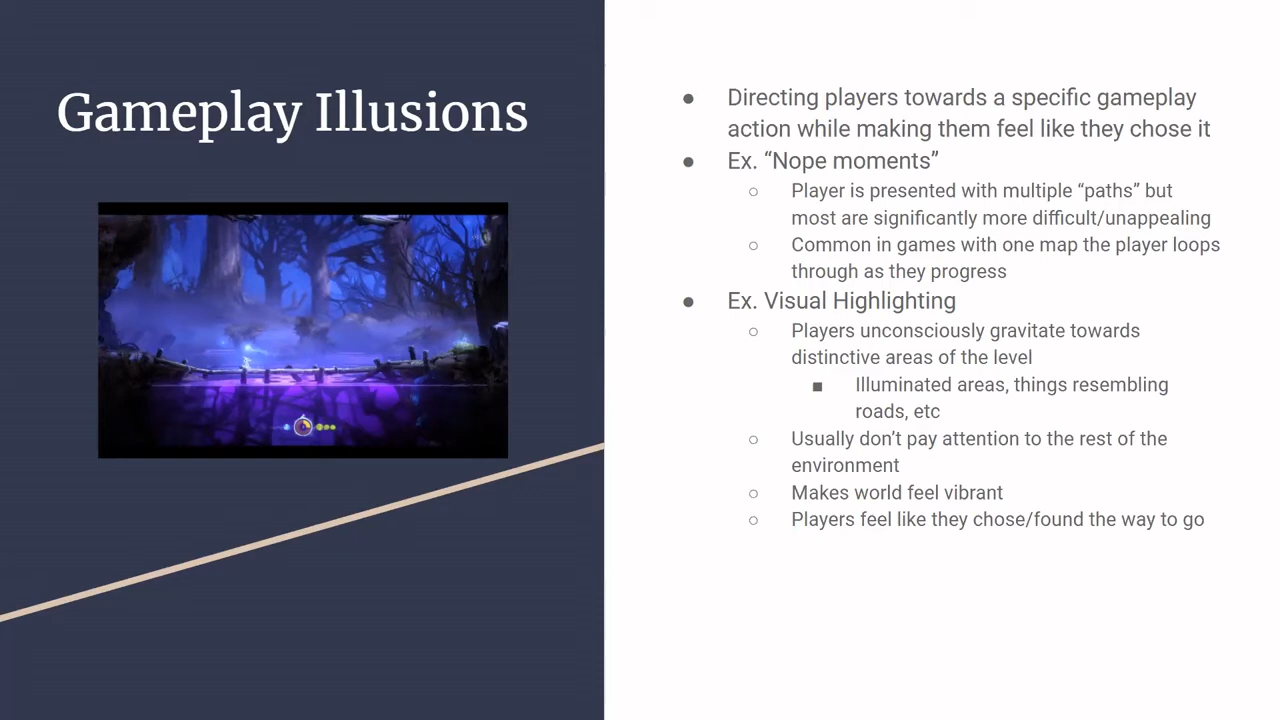 Gameplay Illusions
● Directing players towards a specific gameplay
action while making them feel like they chose it
● Ex. “Nope moments”
○ Player is presented with multiple “paths” but
most are significantly more difficult/unappealing
○ Common in games with one map the player loops
through as they progress
● Ex. Visual Highlighting
○ Players unconsciously gravitate towards
distinctive areas of the level
■ Illuminated areas, things resembling
roads, etc
○ Usually don’t pay attention to the rest of the
environment
○ Makes world feel vibrant
○ Players feel like they chose/found the way to go